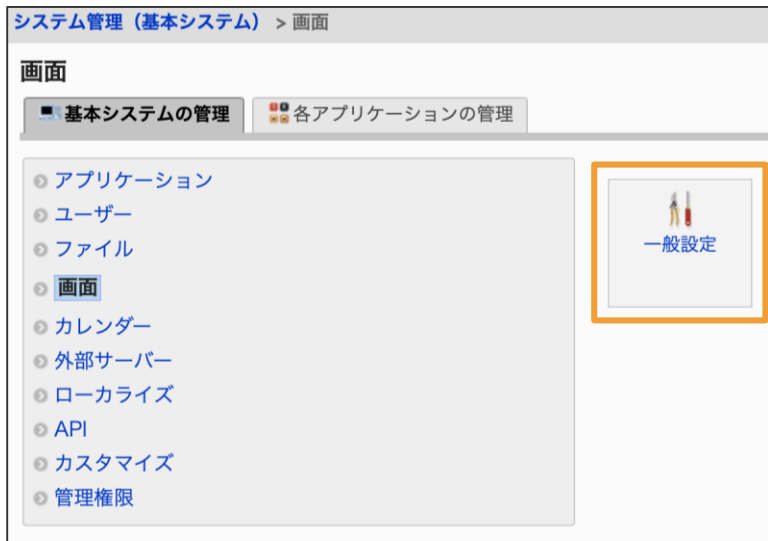 システム管理（基本システム） > 画面
画面
基本システムの管理 各アプリケーションの管理
アプリケーション
ユーザー
ファイル
画面
カレンダー
外部サーバー
ローカライズ
API
カスタマイズ
管理権限
一般設定